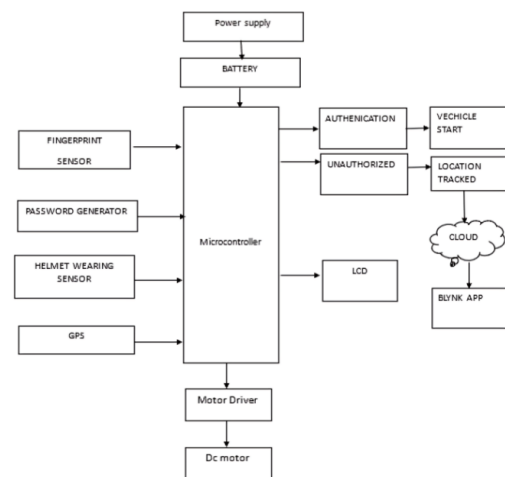 Power supply
BATTERY
FINGERPRINT
SENSOR
PASSWORD GENERATOR
HELMET WEARING
SENSOR
GPS
Microcontroller
AUTHENICATION
VECHICLE
START
UNAUTHORIZED
LOCATION
TRACKED
CLOUD
LCD
BLYNK APP
Motor Driver
Dc motor